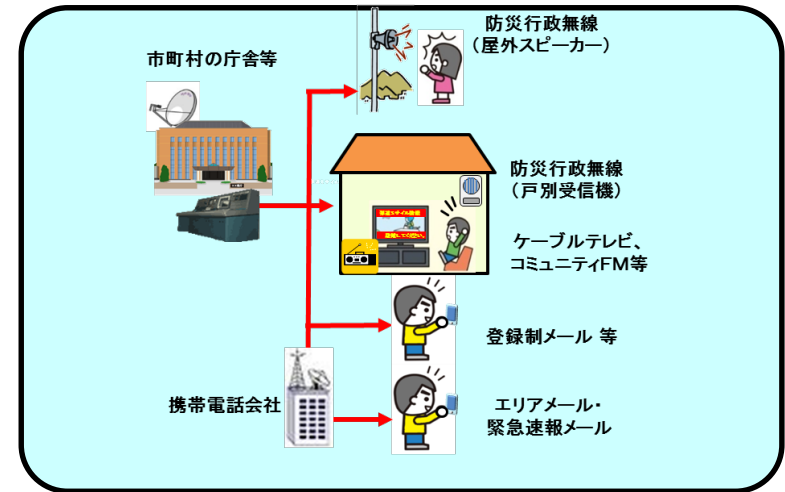 防災行政無線
（屋外スピーカー）
市町村の庁舎等
防災行政無線
（戸別受信機）
ケーブルテレビ、
コミュニティFM等
登録制メール 等
携帯電話会社
エリアメール・
緊急速報メール